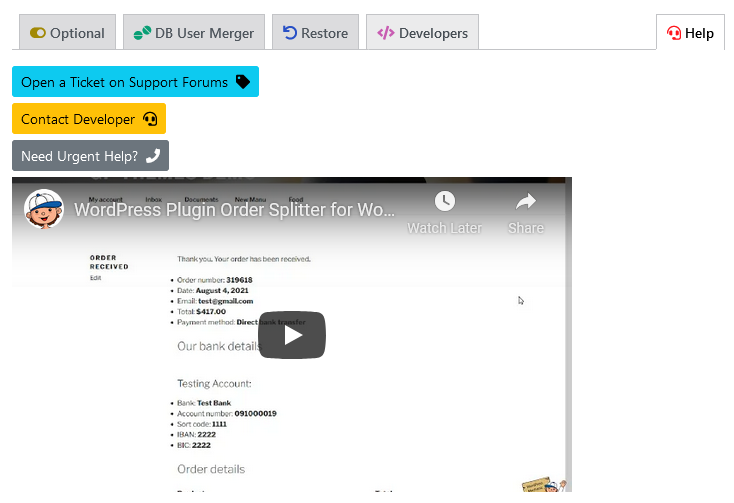 Optional DB User Merger Restore Developers Help
Open a Ticket on Support Forums
Contact Developer
Need Urgent Help?
My account Inbox Documents New Menu Food
WordPress Plugin Order Splitter for Wo...
Watch Later Share
ORDER RECEIVED
Edit
Thank you. Your order has been received.
Order number: 319618
Date: August 4, 2021
Email: test@gmail.com
Total: $417.00
Payment method: Direct bank transfer
Our bank details
Testing Account:
Bank: Test Bank
Account number: 091000019
Sort code: 1111
IBAN: 2222
BIC: 2222
Order details